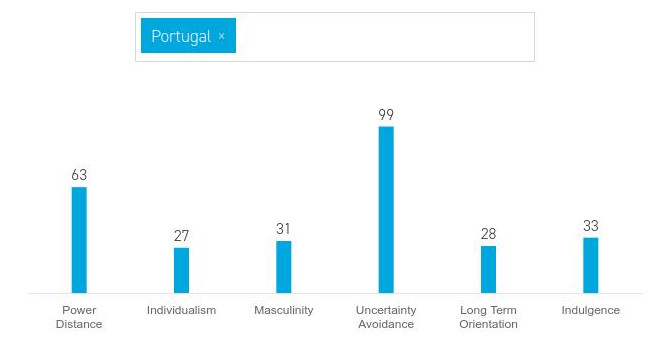 Portugal ×
99
63
33
31
28
27
Power Distance
Individualism
Masculinity
Uncertainty Avoidance
Long Term Orientation
Indulgence